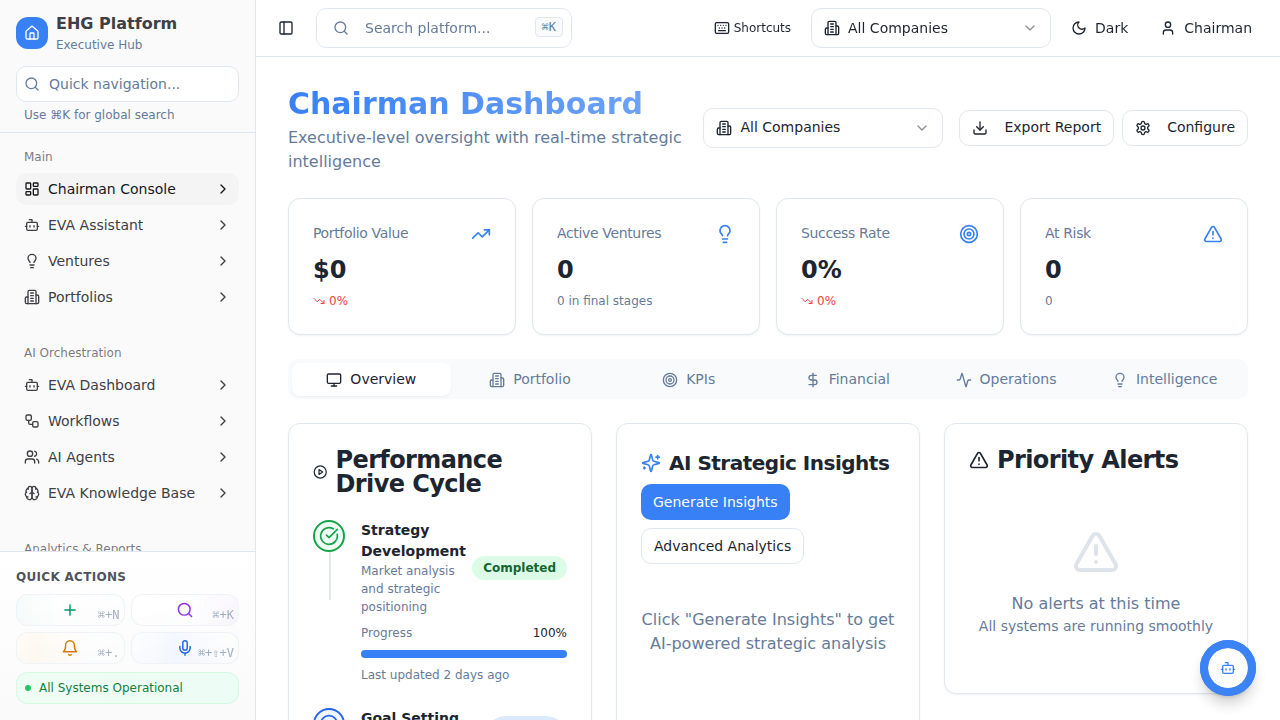 EHG Platform
Executive Hub
Quick navigation...
Use ⌘K for global search
Main
Chairman Console
EVA Assistant
Ventures
Portfolios
AI Orchestration
EVA Dashboard
Workflows
AI Agents
EVA Knowledge Base
Analytics & Reports
QUICK ACTIONS
⌘+N
⌘+K
⌘+.
⌘+⇧+V
All Systems Operational
Search platform...
⌘K
Shortcuts
All Companies
Dark
Chairman
Chairman Dashboard
Executive-level oversight with real-time strategic
intelligence
All Companies
Export Report
Configure
Portfolio Value
$0
0%
Active Ventures
0
0 in final stages
Success Rate
0%
0%
At Risk
0
0
Overview
Portfolio
KPIs
Financial
Operations
Intelligence
Performance
Drive Cycle
Strategy
Development
Market analysis
and strategic
positioning
Completed
Progress
100%
Last updated 2 days ago
Goal Setting
AI Strategic Insights
Generate Insights
Advanced Analytics
Click "Generate Insights" to get
AI-powered strategic analysis
Priority Alerts
No alerts at this time
All systems are running smoothly